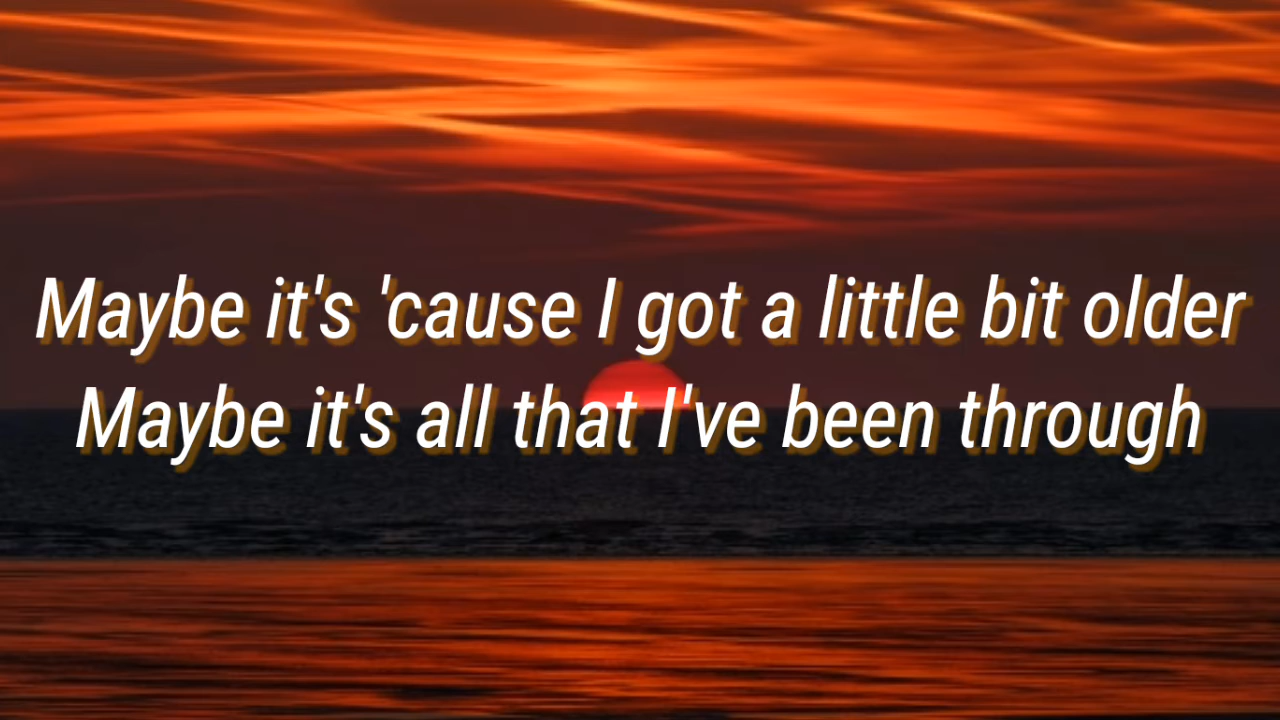 Maybe it's 'cause I got a little bit older
Maybe it's all that I've been through